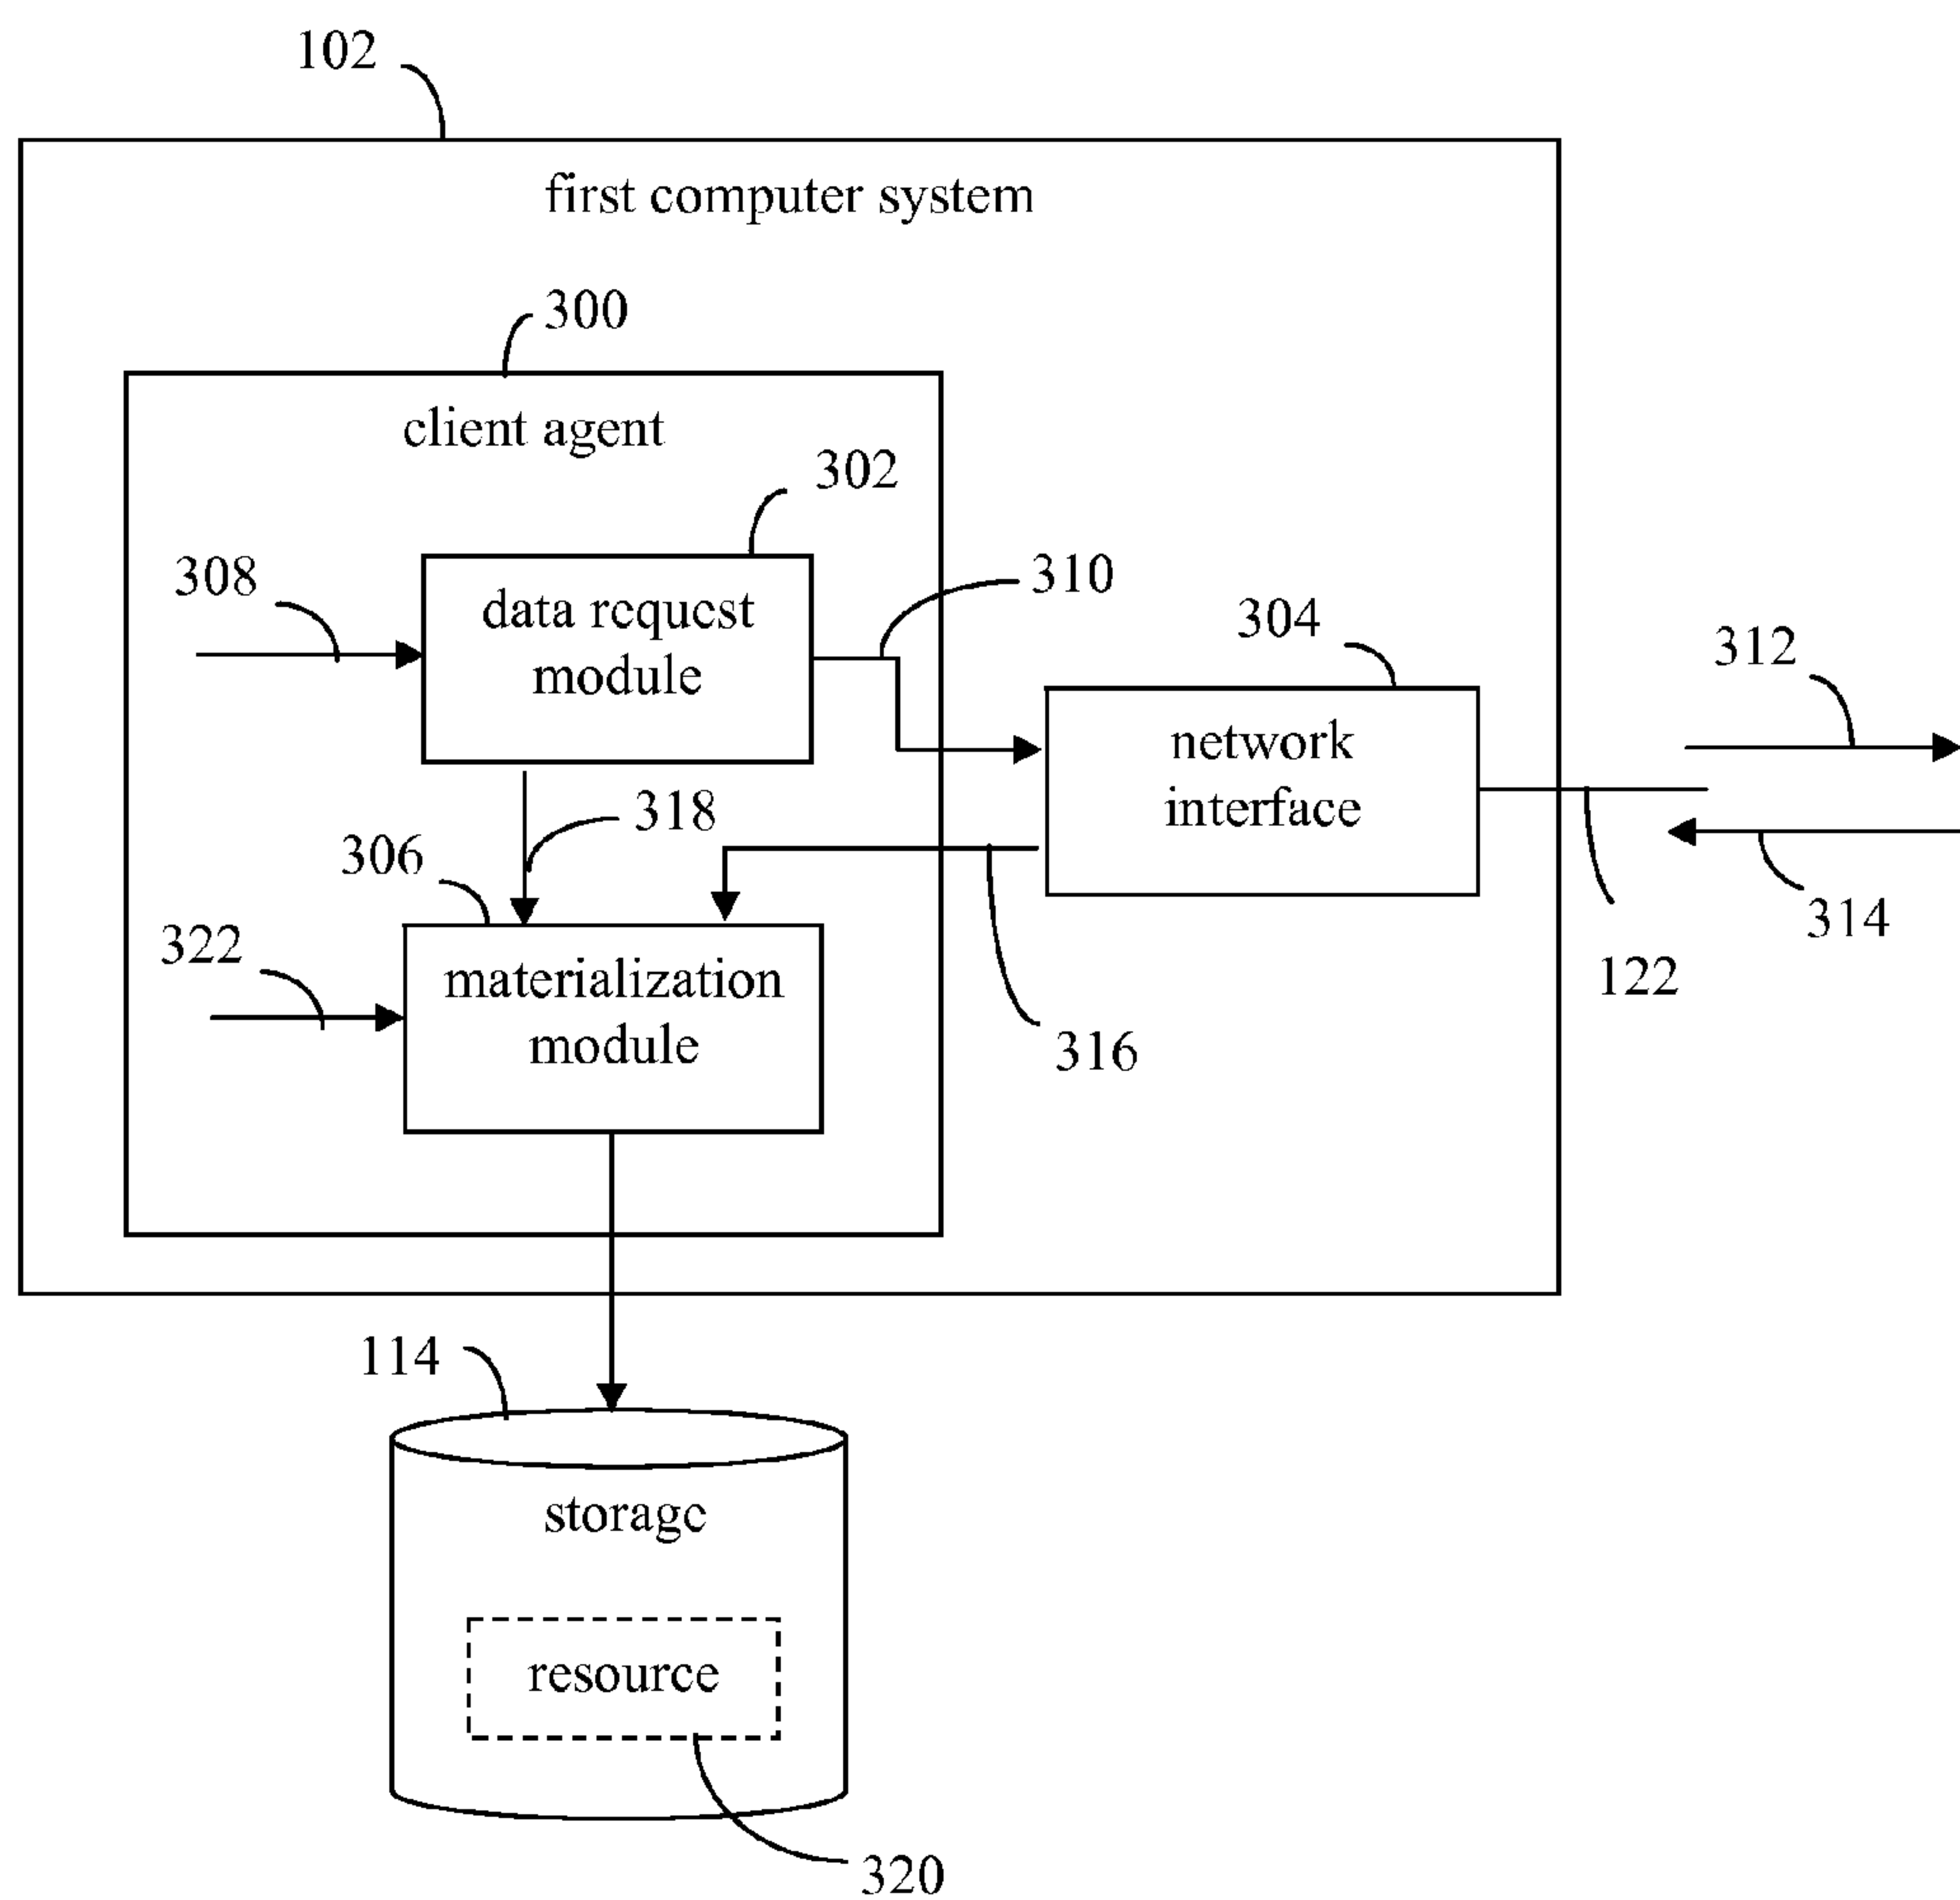 102
first computer system
300
client agent
302
308
data request
module
310
304
312
network
interface
318
306
314
322
materialization
module
122
316
114
storage
resource
320